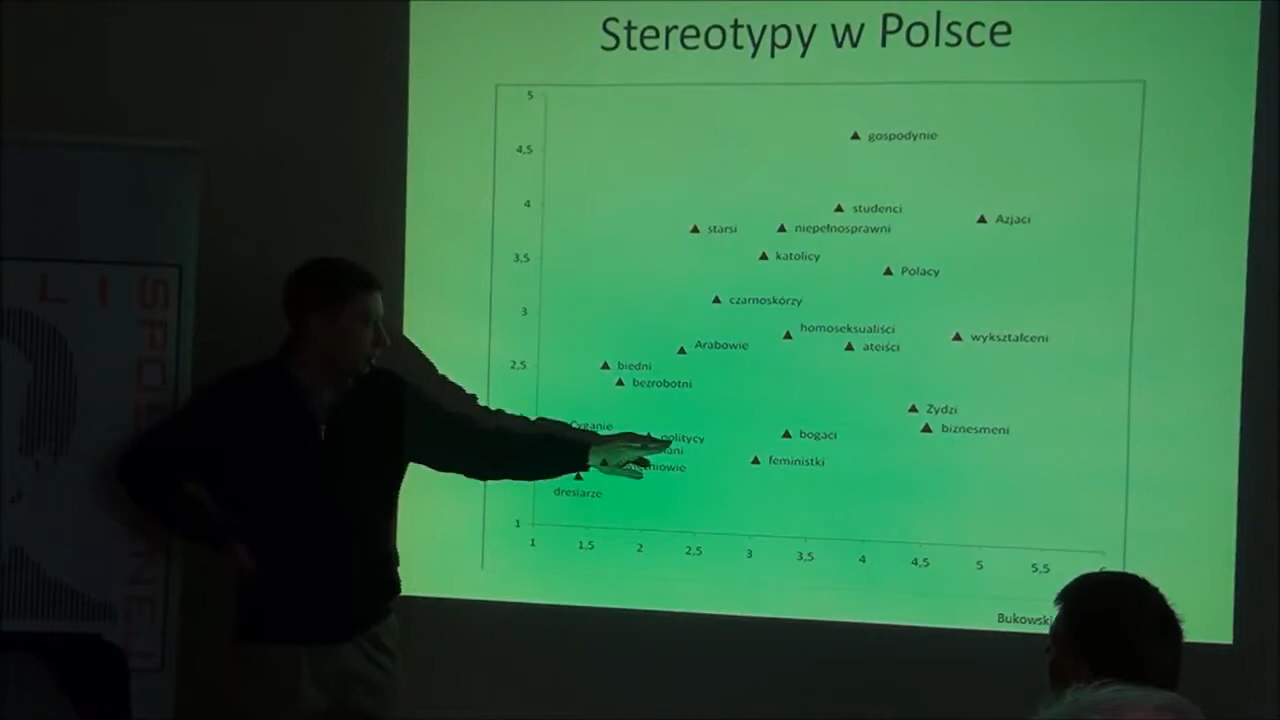 Stereotypy w Polsce
5
4,5
4
3,5
3
2,5
1
1 1,5 2 2,5 3 3,5 4 4,5 5 5,5
gospodynie
studenci
Azjaci
starsi
niepełnosprawni
katolicy
Polacy
czarnoskórzy
homoseksualiści
wykształceni
Arabowie
ateiści
biedni
bezrobotni
Żydzi
Cyganie
biznesmeni
politycy
bogaci
feministki
dresiarze
Bukowski